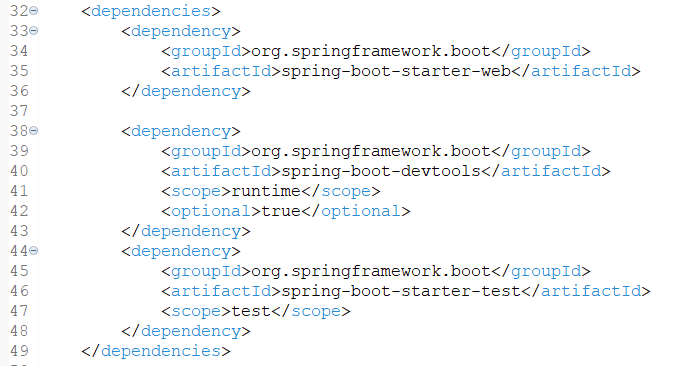 32 <dependencies>
33 <dependency>
34 <groupId>org.springframework.boot</groupId>
35 <artifactId>spring-boot-starter-web</artifactId>
36 </dependency>
37
38 <dependency>
39 <groupId>org.springframework.boot</groupId>
40 <artifactId>spring-boot-devtools</artifactId>
41 <scope>runtime</scope>
42 <optional>true</optional>
43 </dependency>
44 <dependency>
45 <groupId>org.springframework.boot</groupId>
46 <artifactId>spring-boot-starter-test</artifactId>
47 <scope>test</scope>
48 </dependency>
49 </dependencies>